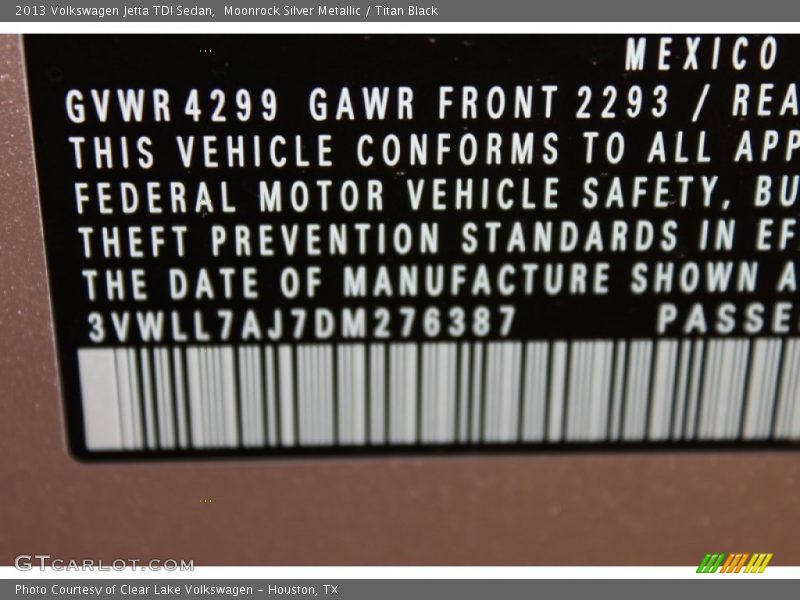 2013 Volkswagen Jetta TDI Sedan,  Moonrock Silver Metallic / Titan Black
MEXICO
GVWR 4299 GAWR FRONT 2293 / REA
THIS VEHICLE CONFORMS TO ALL APP
FEDERAL MOTOR VEHICLE SAFETY, BU
THEFT PREVENTION STANDARDS IN EF
THE DATE OF MANUFACTURE SHOWN A
3VWLL7AJ7DM276387 PASSE
GTCARLOT.COM
Photo Courtesy of Clear Lake Volkswagen - Houston, TX